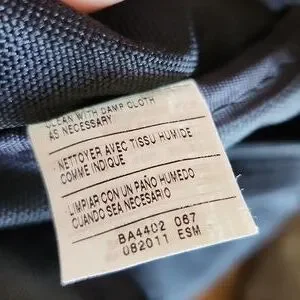 CLEAN WITH DAMP CLOTH
AS NECESSARY
NETTOYER AVEC TISSU HUMIDE
COMME INDIQUE
LIMPIAR CON UN PAÑO HUMEDO
CUANDO SEA NECESARIO
BA4402 067
082011 ESM